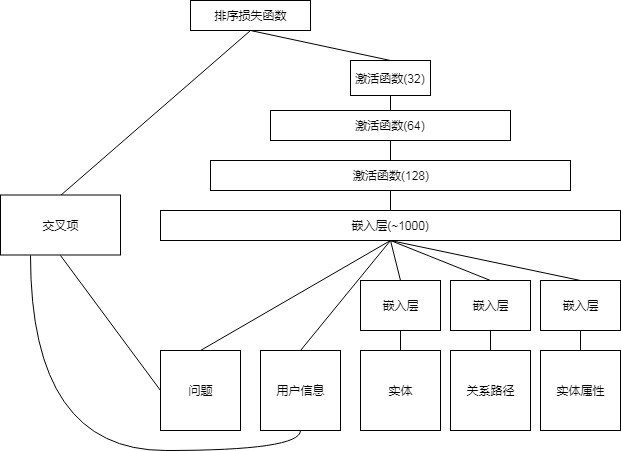 排序损失函数
激活函数(32)
激活函数(64)
激活函数(128)
交叉项
嵌入层(~1000)
嵌入层
嵌入层
嵌入层
问题
用户信息
实体
关系路径
实体属性